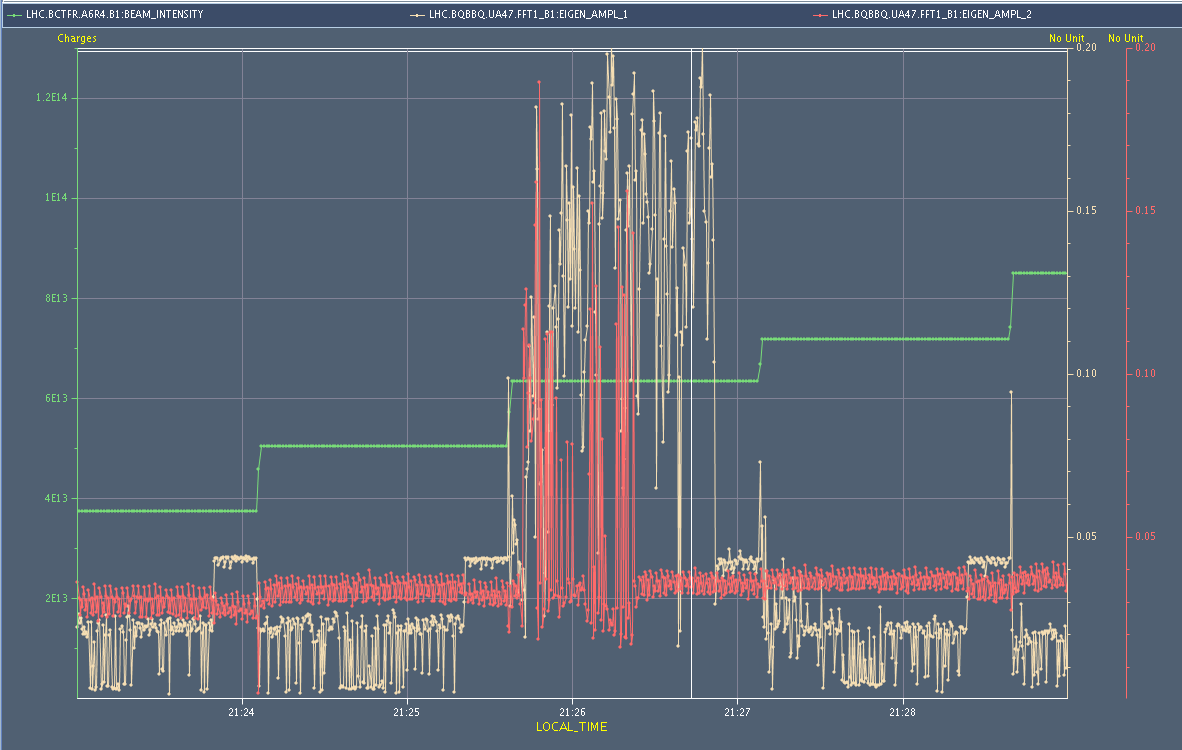 LHC.BCTFR.A6R4.B1:BEAM_INTENSITY LHC.BQBBQ.UA47.FFT1_B1:EIGEN_AMPL_1 LHC.BQBBQ.UA47.FFT1_B1:EIGEN_AMPL_2
Charges No Unit No Unit
0.20 0.20
1.2E14
1E14 0.15 0.15
8E13
6E13 0.10 0.10
4E13
0.05 0.05
2E13
21:24 21:25 21:26 21:27 21:28
LOCAL_TIME